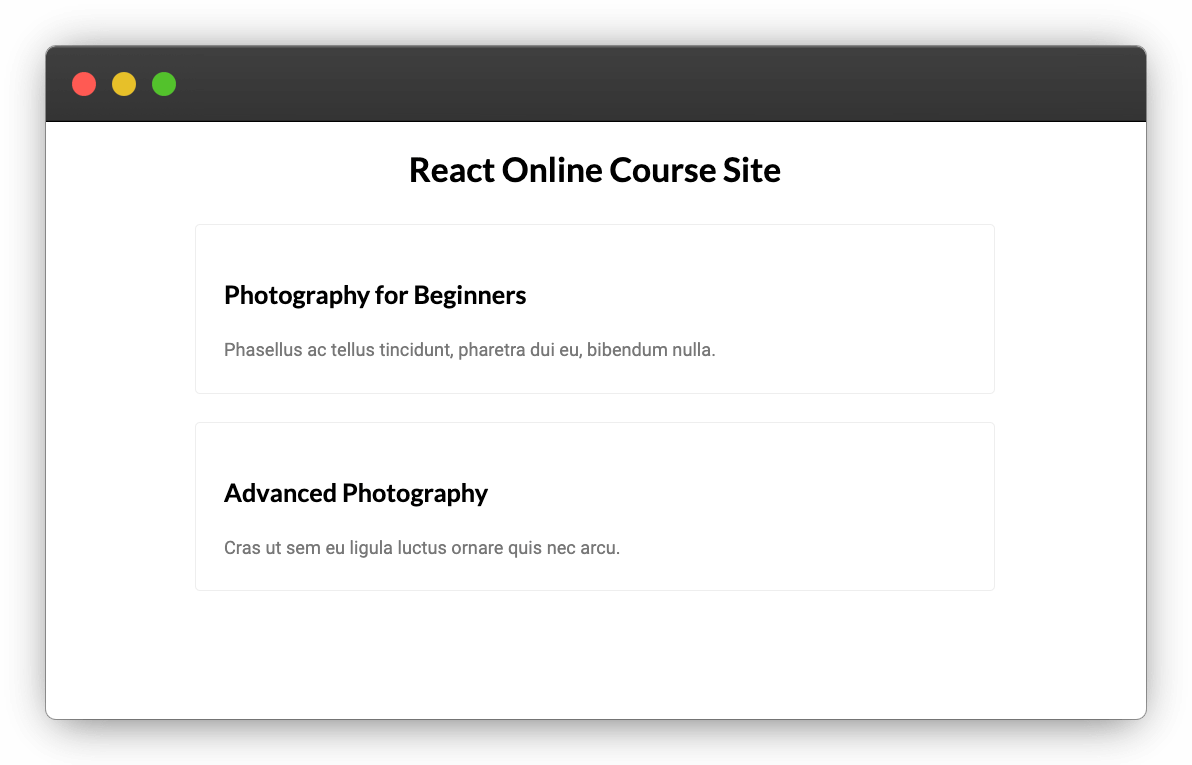 React Online Course Site
Photography for Beginners
Phasellus ac tellus tincidunt, pharetra dui eu, bibendum nulla.
Advanced Photography
Cras ut sem eu ligula luctus ornare quis nec arcu.